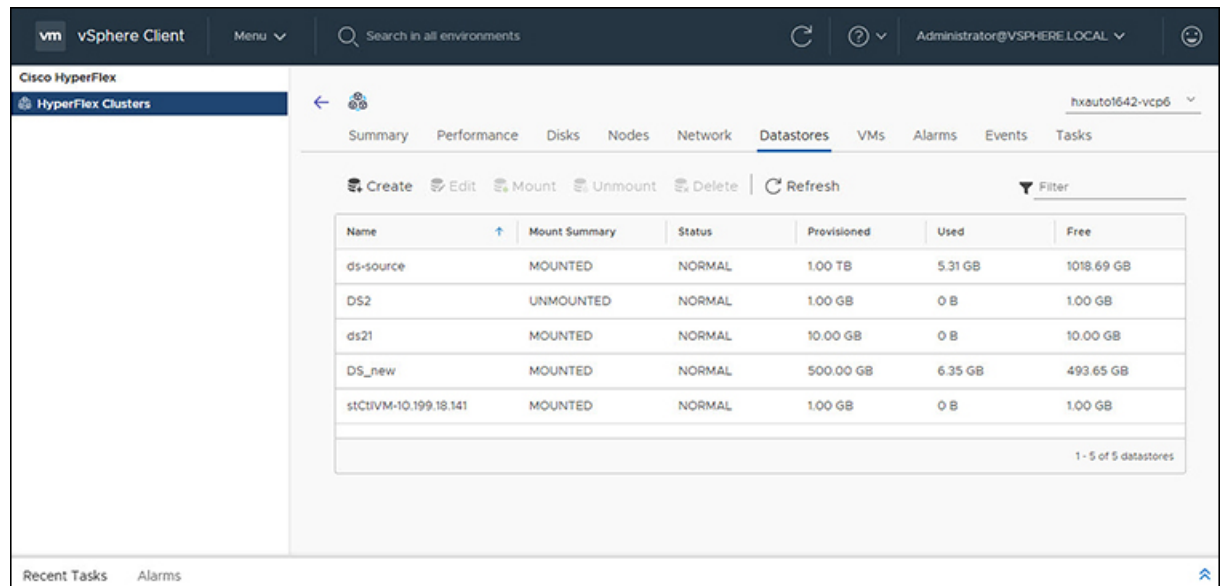 vm vSphere Client Menu Search in all environments Administrator@VSPHERE.LOCAL
Cisco HyperFlex
HyperFlex Clusters
hxauto1642-vcp6
Summary Performance Disks Nodes Network Datastores VMs Alarms Events Tasks
Create Edit Mount Unmount Delete Refresh Filter
Name Mount Summary Status Provisioned Used Free
ds-source MOUNTED NORMAL 1.00 TB 5.31 GB 1018.69 GB
DS2 UNMOUNTED NORMAL 1.00 GB 0 B 1.00 GB
ds21 MOUNTED NORMAL 10.00 GB 0 B 10.00 GB
DS_new MOUNTED NORMAL 500.00 GB 6.35 GB 493.65 GB
stCtlVM-10.199.18.141 MOUNTED NORMAL 1.00 GB 0 B 1.00 GB
1 - 5 of 5 datastores
Recent Tasks Alarms